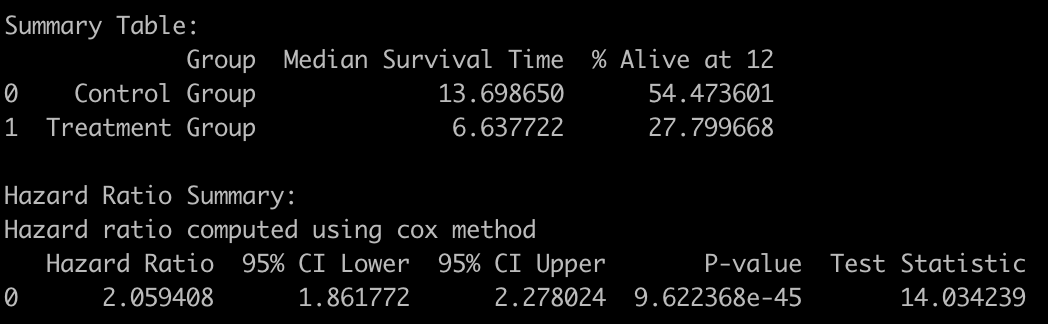 Summary Table:
Group Median Survival Time % Alive at 12
0 Control Group 13.698650 54.473601
1 Treatment Group 6.637722 27.799668
Hazard Ratio Summary:
Hazard ratio computed using cox method
Hazard Ratio 95% CI Lower 95% CI Upper P-value Test Statistic
0 2.059408 1.861772 2.278024 9.622368e-45 14.034239